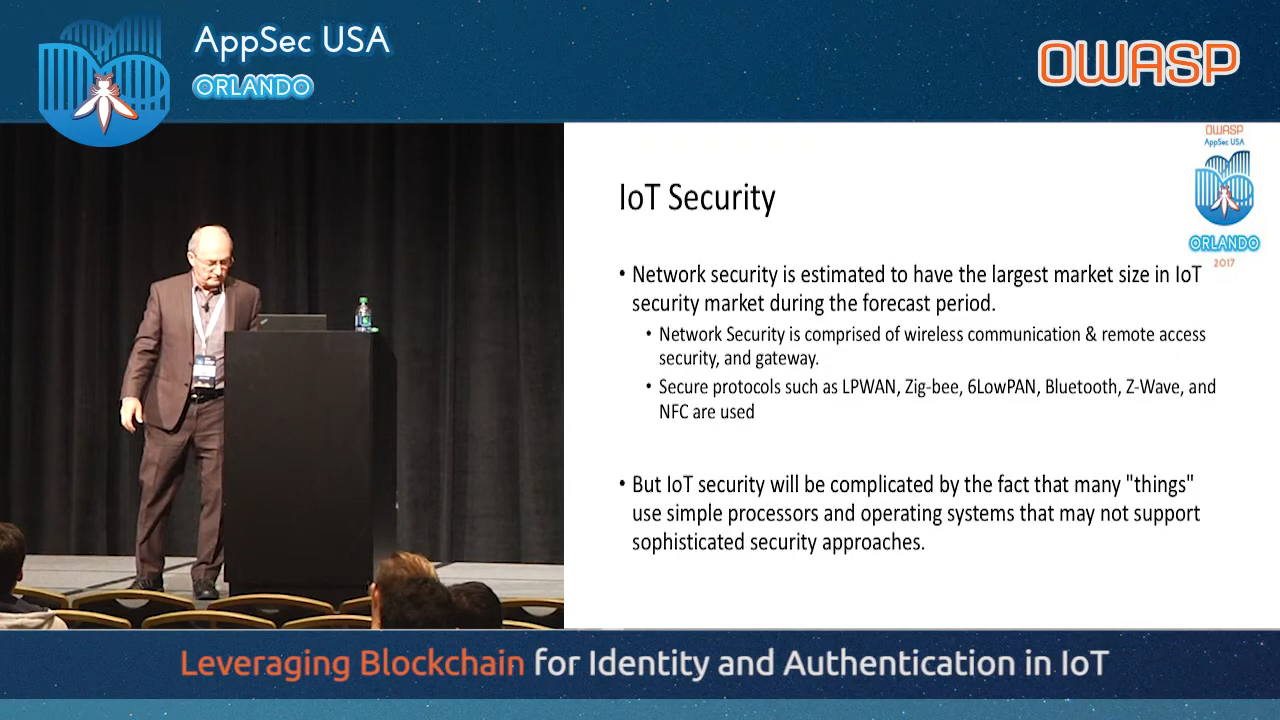 AppSec USA
ORLANDO
OWASP
OWASP
AppSec USA
ORLANDO
2017
IoT Security
• Network security is estimated to have the largest market size in IoT
security market during the forecast period.
• Network Security is comprised of wireless communication & remote access
security, and gateway.
• Secure protocols such as LPWAN, Zig-bee, 6LowPAN, Bluetooth, Z-Wave, and
NFC are used
• But IoT security will be complicated by the fact that many "things"
use simple processors and operating systems that may not support
sophisticated security approaches.
Leveraging Blockchain for Identity and Authentication in IoT